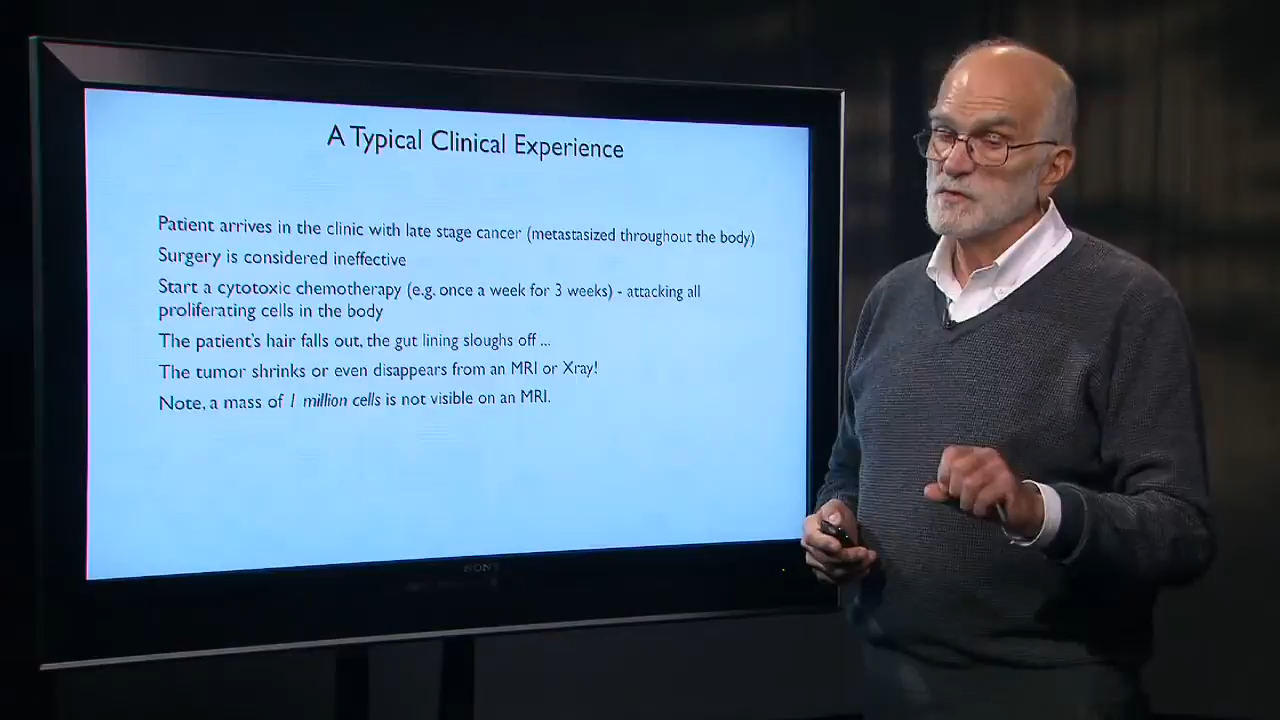 A Typical Clinical Experience
Patient arrives in the clinic with late stage cancer (metastasized throughout the body)
Surgery is considered ineffective
Start a cytotoxic chemotherapy (e.g. once a week for 3 weeks) - attacking all
proliferating cells in the body
The patient's hair falls out, the gut lining sloughs off ...
The tumor shrinks or even disappears from an MRI or Xray!
Note, a mass of 1 million cells is not visible on an MRI.
SONY